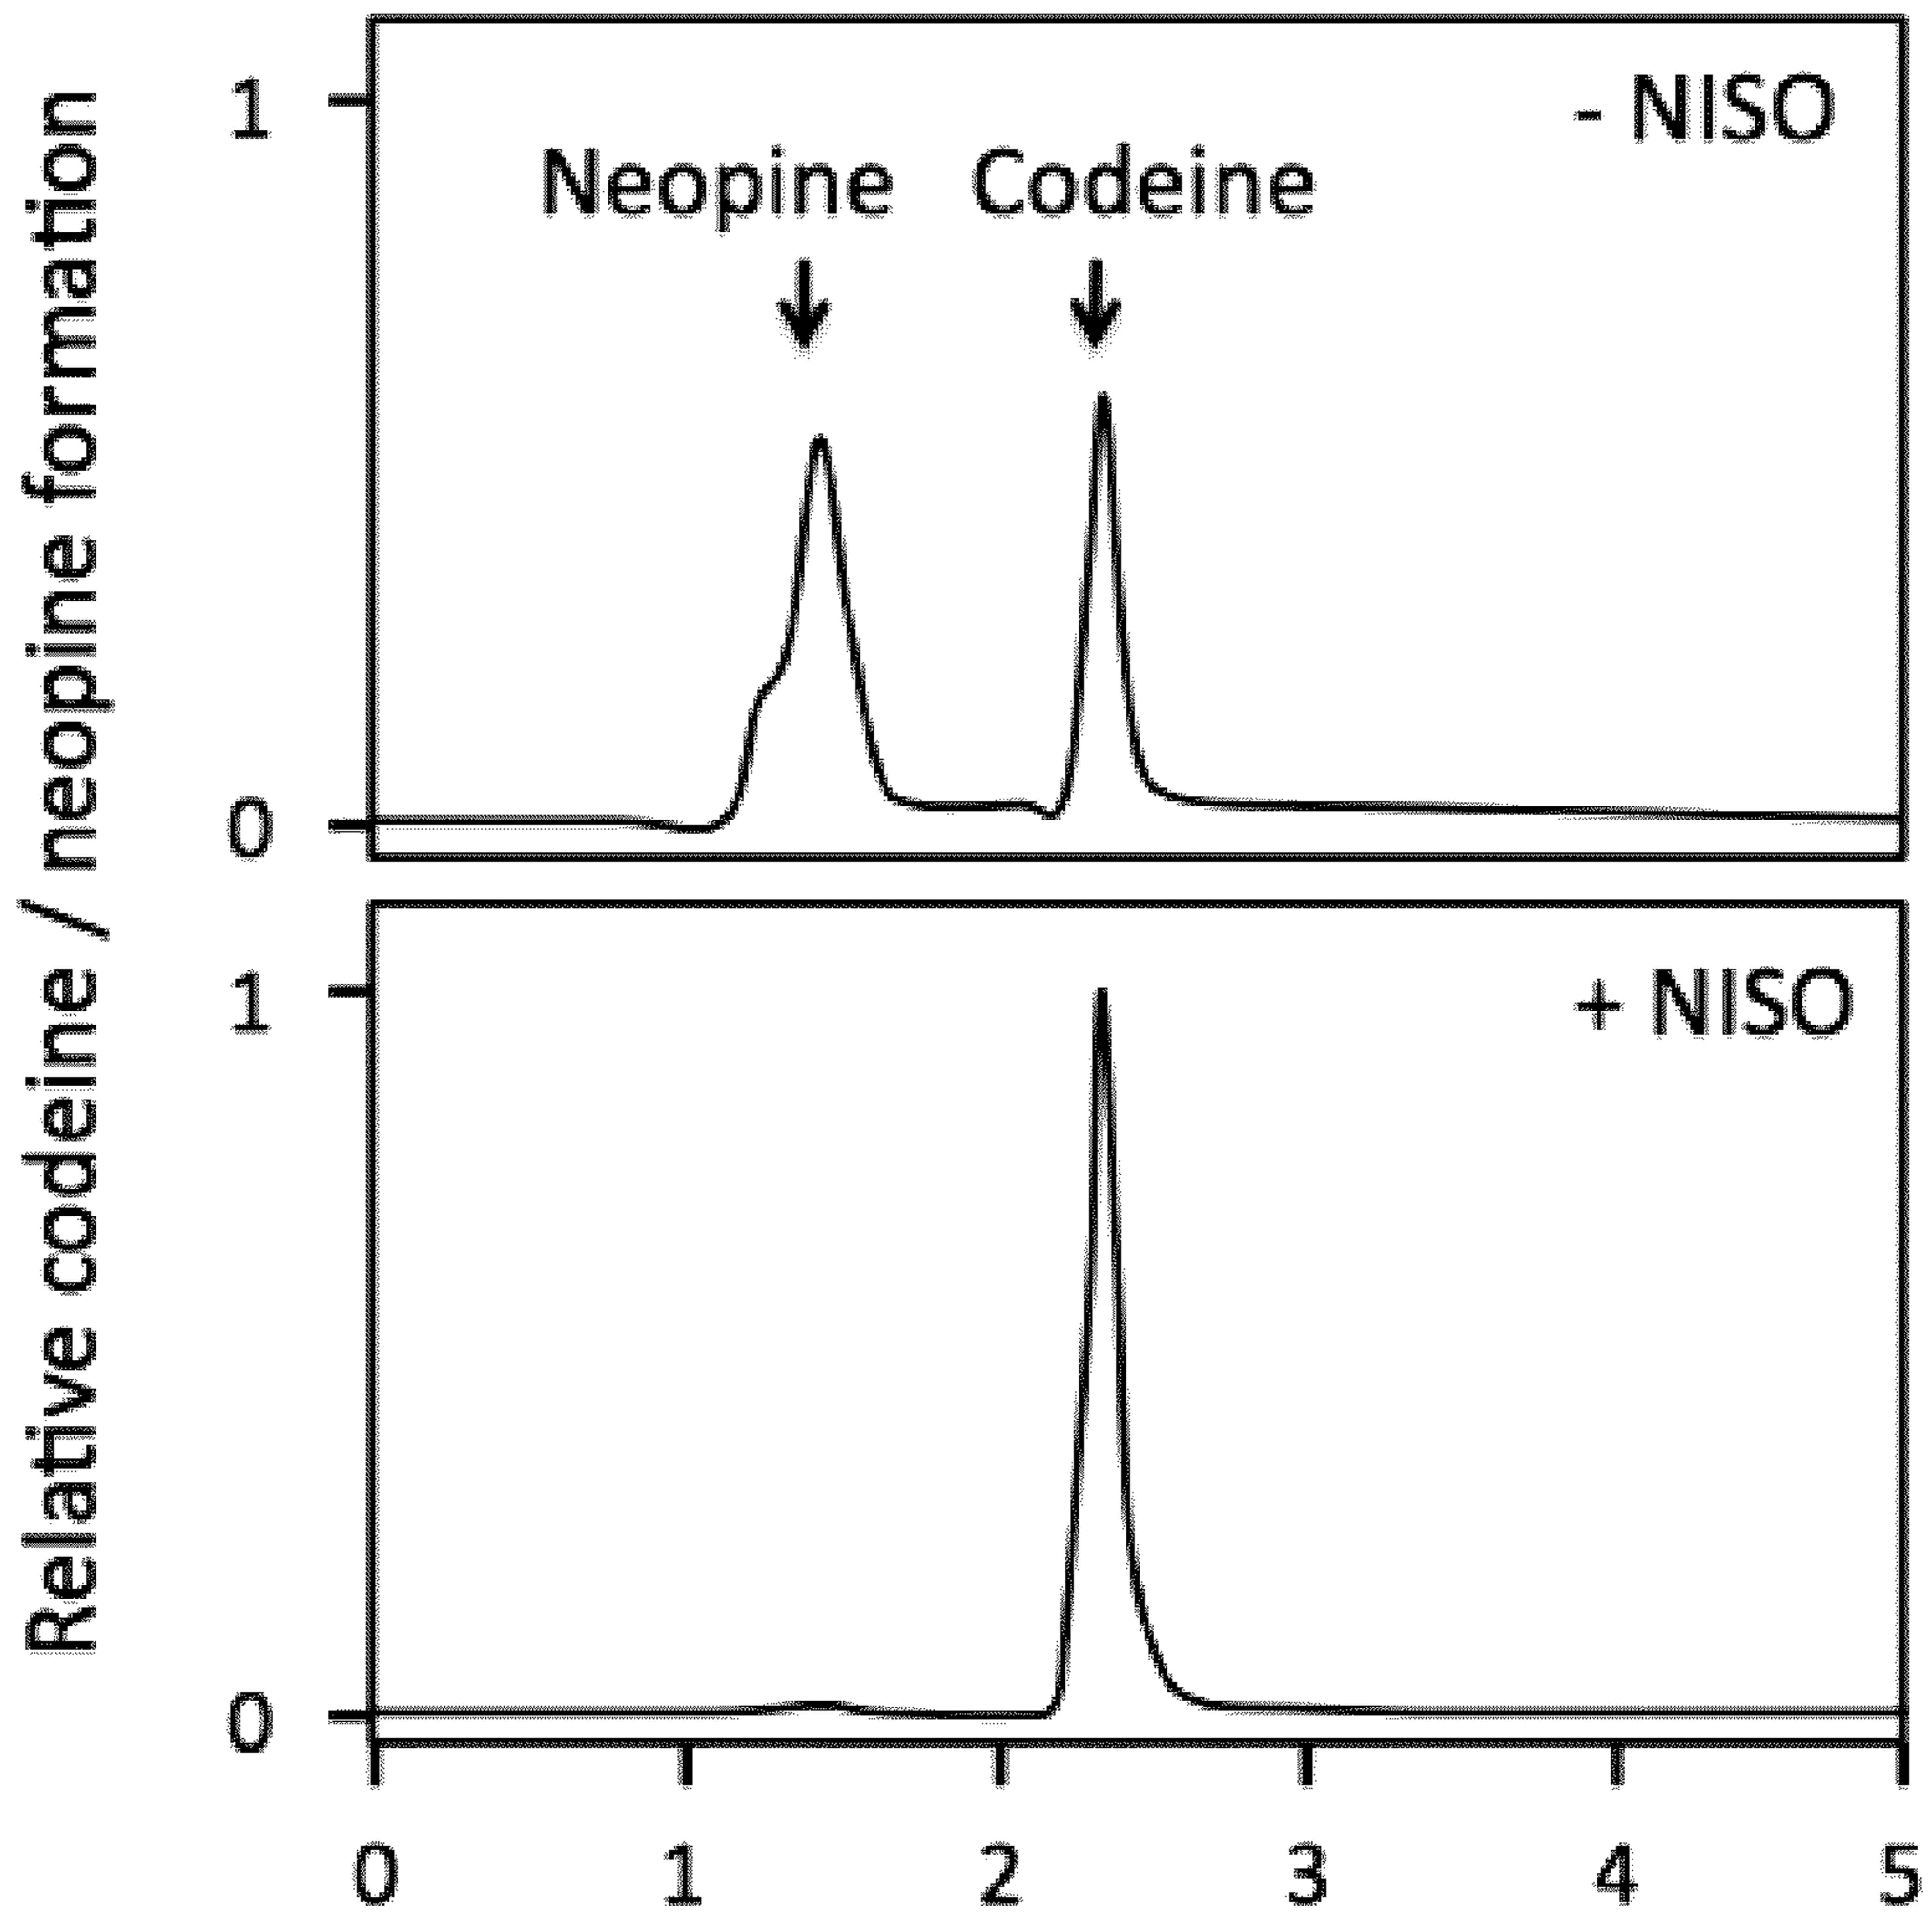 Relative codeine / neopine formation
1
- NISO
Neopine Codeine
0
1
+ NISO
0
0 1 2 3 4 5